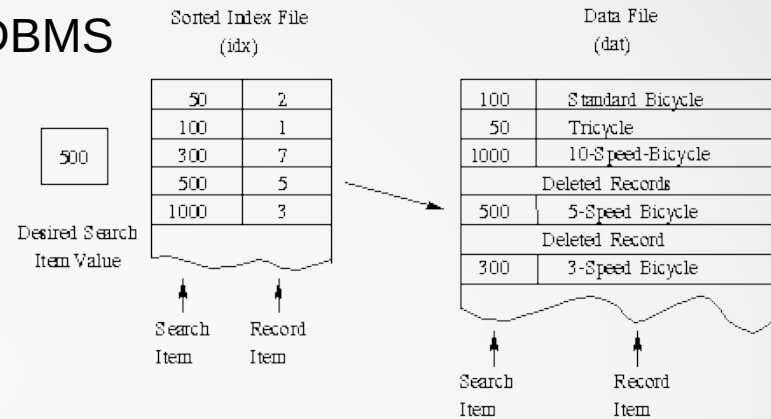 DBMS
Sorted Index File
(idx)
Data File
(dat)
500
Desired Search
Item Value
50 2
100 1
300 7
500 5
1000 3
Search
Item
Record
Item
100 Standard Bicycle
50 Tricycle
1000 10-Speed-Bicycle
Deleted Records
500 5-Speed Bicycle
Deleted Record
300 3-Speed Bicycle
Search
Item
Record
Item